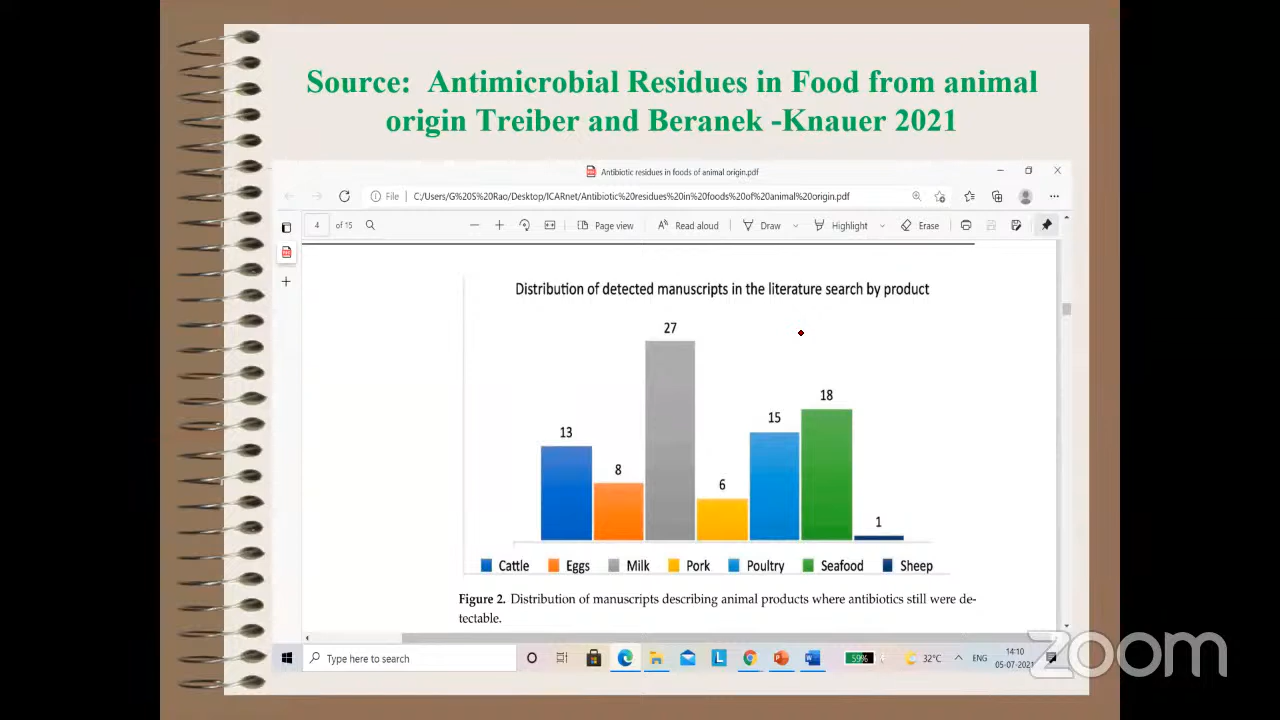 Source: Antimicrobial Residues in Food from animal
origin Treiber and Beranek -Knauer 2021
Antibiotic residues in foods of animal origin.pdf
File C:/Users/G%20S%20Rao/Desktop/ICARnet/Antibiotic%20residues%20in%20foods%20of%20animal%20origin.pdf
4 of 15 Page view Read aloud Draw Highlight Erase
Distribution of detected manuscripts in the literature search by product
27
18
15
13
8
6
1
Cattle Eggs Milk Pork Poultry Seafood Sheep
Figure 2. Distribution of manuscripts describing animal products where antibiotics still were de-
tectable.
Type here to search 59% 32°C ENG 14:10
05-07-2021
zoom